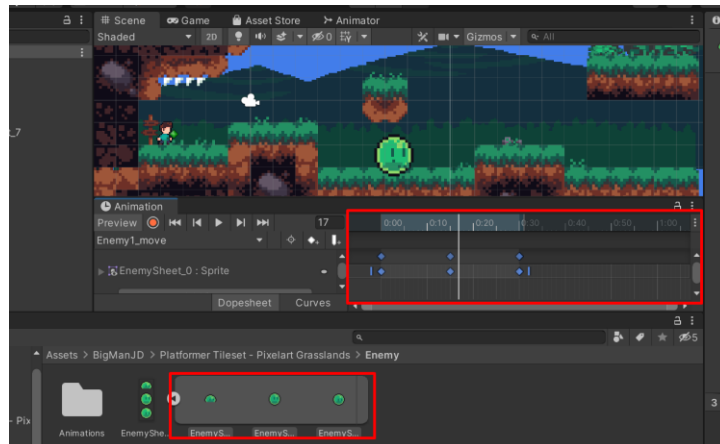 Scene Game Asset Store Animator
Shaded 2D 0 Gizmos All
_7
Animation
Preview 17 0:00 0:10 0:20 0:30 0:40 0:50 1:00
Enemy1_move
EnemySheet_0 : Sprite
Dopesheet Curves
5
Assets > BigManJD > Platformer Tileset - Pixelart Grasslands > Enemy
- Pix
3
Animations EnemyShe... EnemyS... EnemyS... EnemyS...